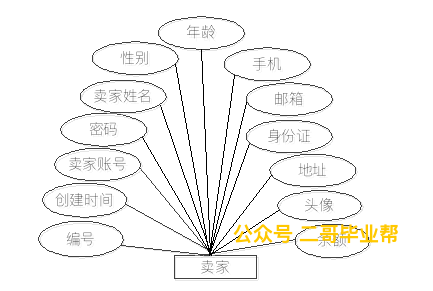 年龄
性别
手机
卖家姓名
邮箱
密码
身份证
卖家账号
地址
创建时间
头像
公众号 二哥毕业帮
余额
编号
卖家